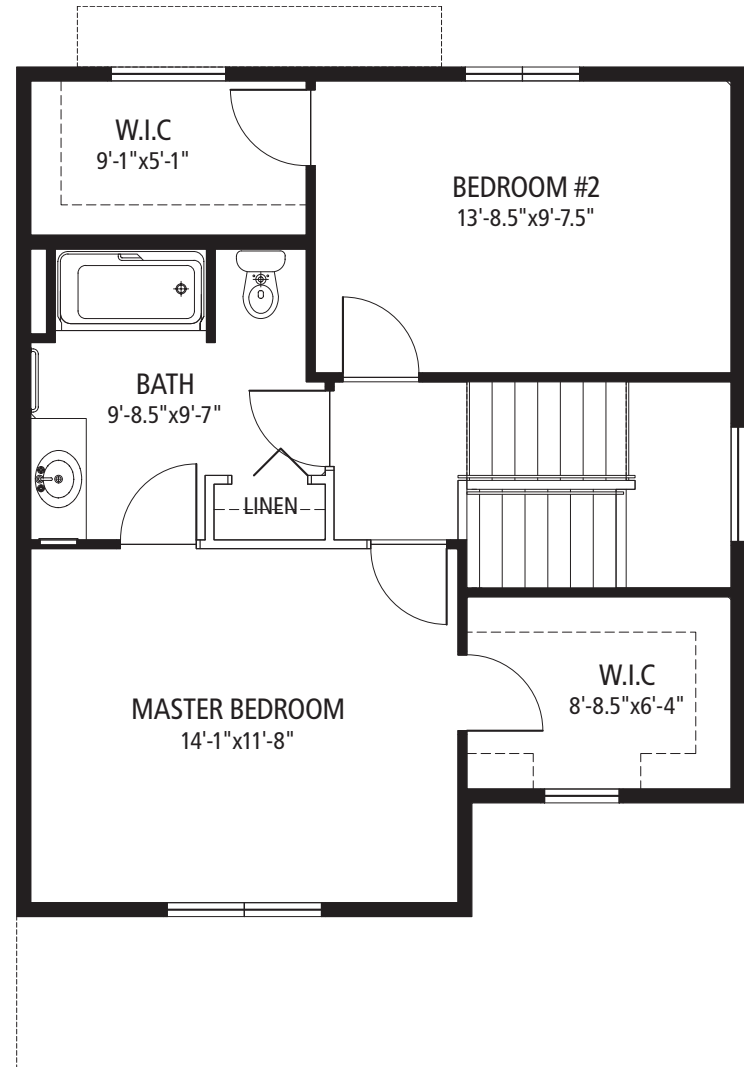 W.I.C
9'-1"x5'-1"
BEDROOM #2
13'-8.5"x9'-7.5"
BATH
9'-8.5"x9'-7"
LINEN
W.I.C
8'-8.5"x6'-4"
MASTER BEDROOM
14'-1"x11'-8"